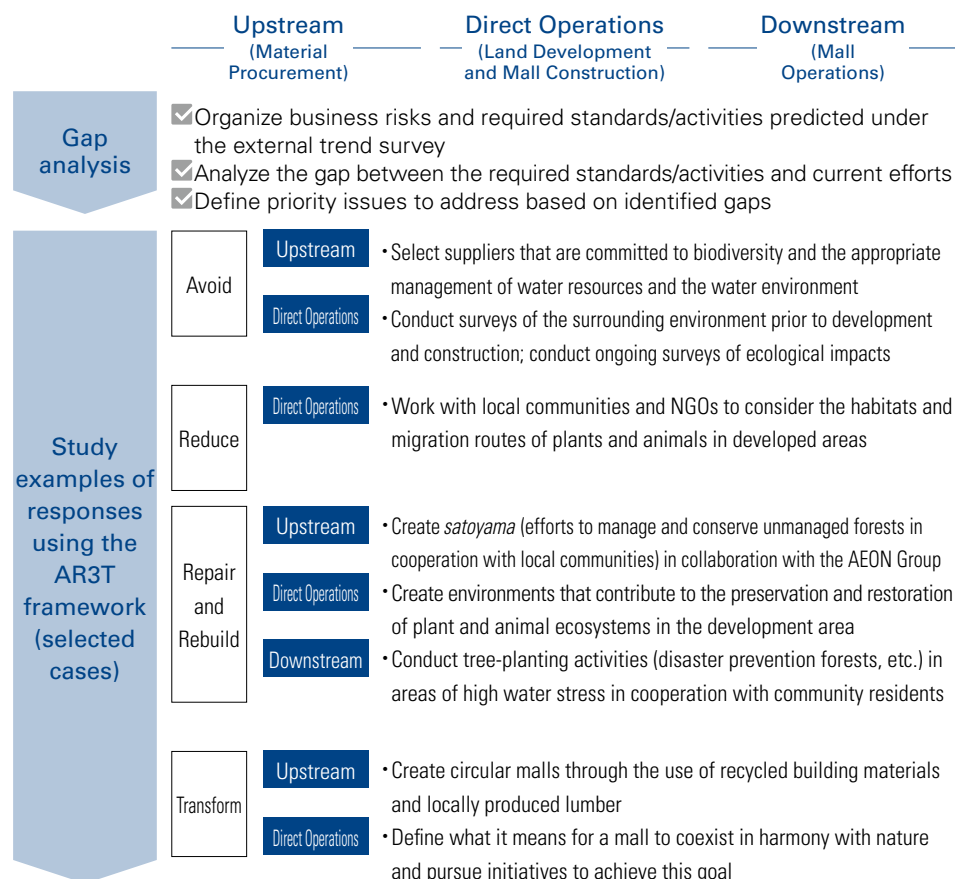 Upstream
(Material
Procurement)
Direct Operations
(Land Development
and Mall Construction)
Downstream
(Mall
Operations)
Gap
analysis
Organize business risks and required standards/activities predicted under
the external trend survey
Analyze the gap between the required standards/activities and current efforts
Define priority issues to address based on identified gaps
Study
examples of
responses
using the
AR3T
framework
(selected
cases)
Avoid
Upstream
・Select suppliers that are committed to biodiversity and the appropriate
management of water resources and the water environment
Direct Operations
・Conduct surveys of the surrounding environment prior to development
and construction; conduct ongoing surveys of ecological impacts
Reduce
Direct Operations
・Work with local communities and NGOs to consider the habitats and
migration routes of plants and animals in developed areas
Repair
and
Rebuild
Upstream
・Create satoyama (efforts to manage and conserve unmanaged forests in
cooperation with local communities) in collaboration with the AEON Group
Direct Operations
・Create environments that contribute to the preservation and restoration
of plant and animal ecosystems in the development area
Downstream
・Conduct tree-planting activities (disaster prevention forests, etc.) in
areas of high water stress in cooperation with community residents
Transform
Upstream
・Create circular malls through the use of recycled building materials
and locally produced lumber
Direct Operations
・Define what it means for a mall to coexist in harmony with nature
and pursue initiatives to achieve this goal